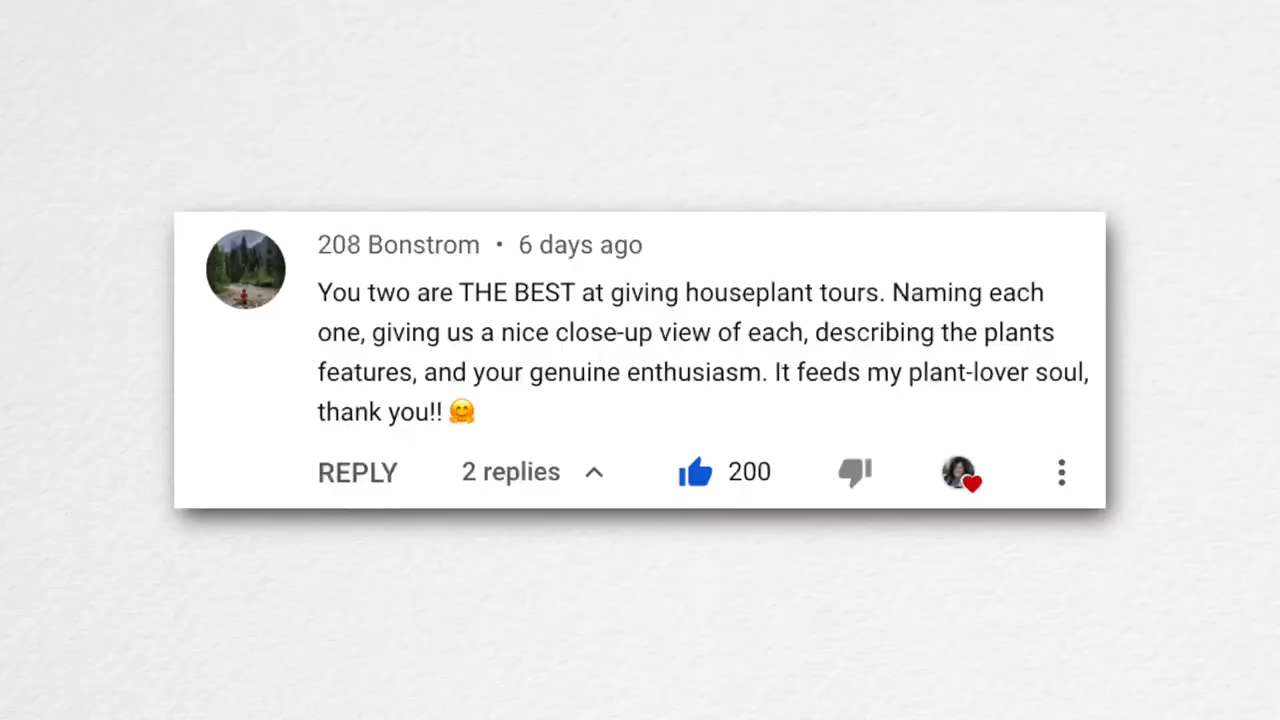 208 Bonstrom • 6 days ago
You two are THE BEST at giving houseplant tours. Naming each
one, giving us a nice close-up view of each, describing the plants
features, and your genuine enthusiasm. It feeds my plant-lover soul,
thank you!! 🤗
REPLY 2 replies 200